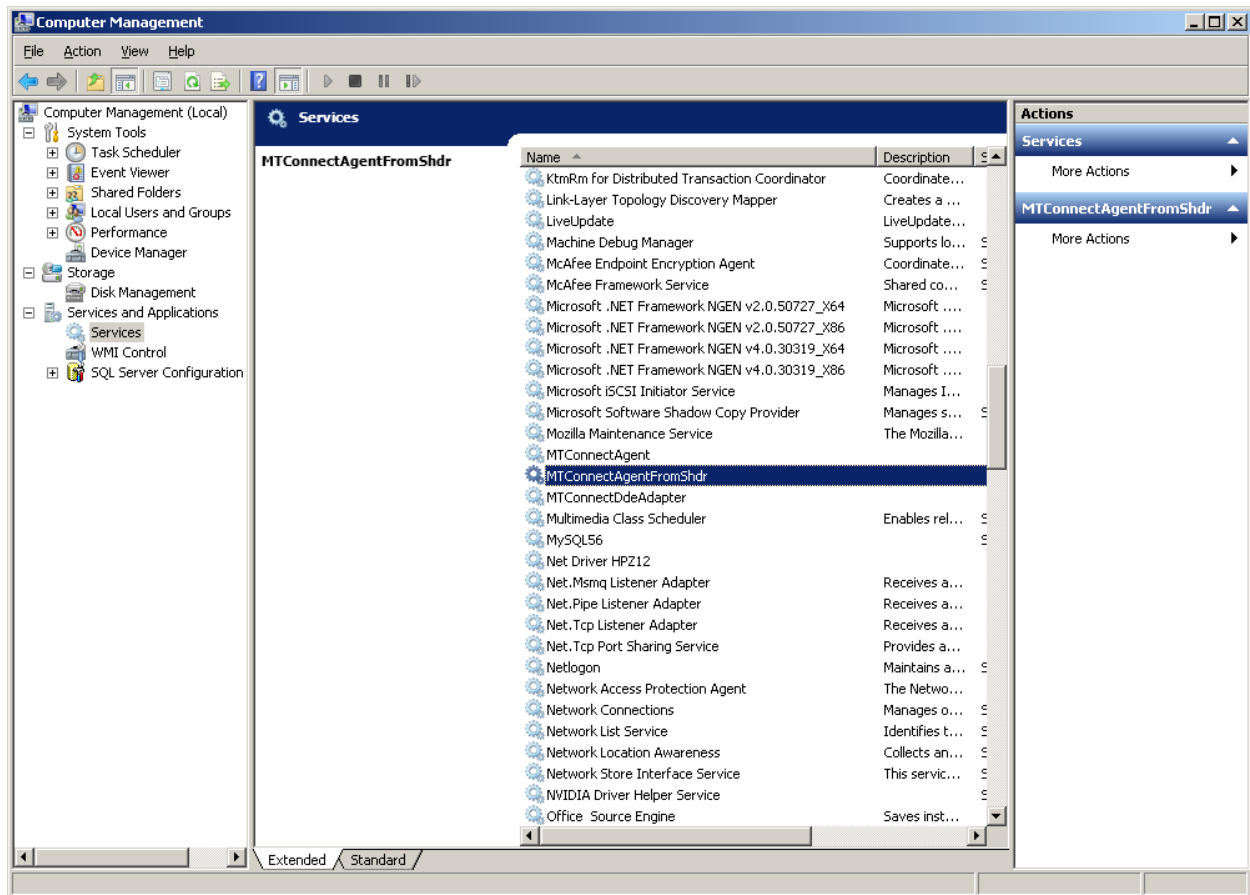 Computer Management
File Action View Help
Computer Management (Local)
System Tools
Task Scheduler
Event Viewer
Shared Folders
Local Users and Groups
Performance
Device Manager
Storage
Disk Management
Services and Applications
Services
WMI Control
SQL Server Configuration
Services
MTConnectAgentFromShdr
Name Description
KtmRm for Distributed Transaction Coordinator Coordinate...
Link-Layer Topology Discovery Mapper Creates a ...
LiveUpdate LiveUpdate...
Machine Debug Manager Supports lo...
McAfee Endpoint Encryption Agent Coordinate...
McAfee Framework Service Shared co...
Microsoft .NET Framework NGEN v2.0.50727_X64 Microsoft ....
Microsoft .NET Framework NGEN v2.0.50727_X86 Microsoft ....
Microsoft .NET Framework NGEN v4.0.30319_X64 Microsoft ....
Microsoft .NET Framework NGEN v4.0.30319_X86 Microsoft ....
Microsoft iSCSI Initiator Service Manages I...
Microsoft Software Shadow Copy Provider Manages s...
Mozilla Maintenance Service The Mozilla...
MTConnectAgent
MTConnectAgentFromShdr
MTConnectDdeAdapter
Multimedia Class Scheduler Enables rel...
MySQL56
Net Driver HPZ12
Net.Msmq Listener Adapter Receives a...
Net.Pipe Listener Adapter Receives a...
Net.Tcp Listener Adapter Receives a...
Net.Tcp Port Sharing Service Provides a...
Netlogon Maintains a...
Network Access Protection Agent The Netwo...
Network Connections Manages o...
Network List Service Identifies t...
Network Location Awareness Collects an...
Network Store Interface Service This servic...
NVIDIA Driver Helper Service
Office Source Engine Saves inst...
Extended Standard
Actions
Services
More Actions
MTConnectAgentFromShdr
More Actions